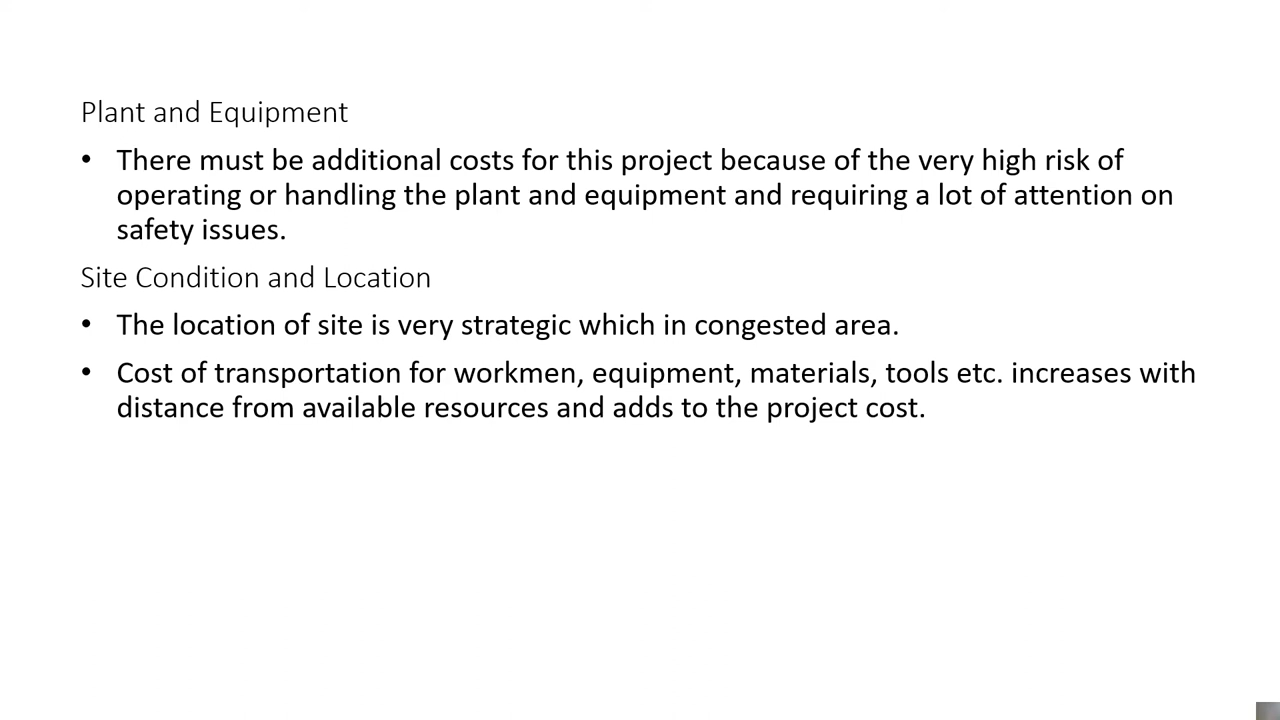 Plant and Equipment
• There must be additional costs for this project because of the very high risk of
operating or handling the plant and equipment and requiring a lot of attention on
safety issues.
Site Condition and Location
• The location of site is very strategic which in congested area.
• Cost of transportation for workmen, equipment, materials, tools etc. increases with
distance from available resources and adds to the project cost.